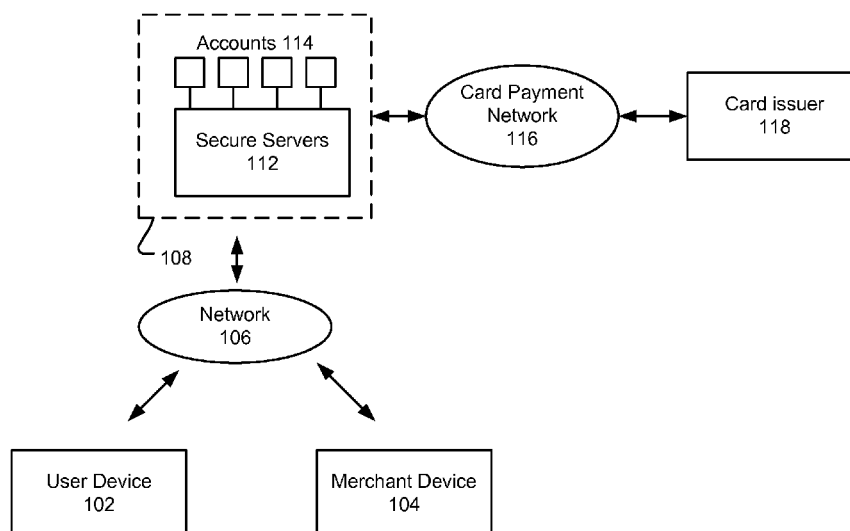 Accounts 114
Secure Servers
112
Card Payment
Network
116
Card issuer
118
108
Network
106
User Device
102
Merchant Device
104